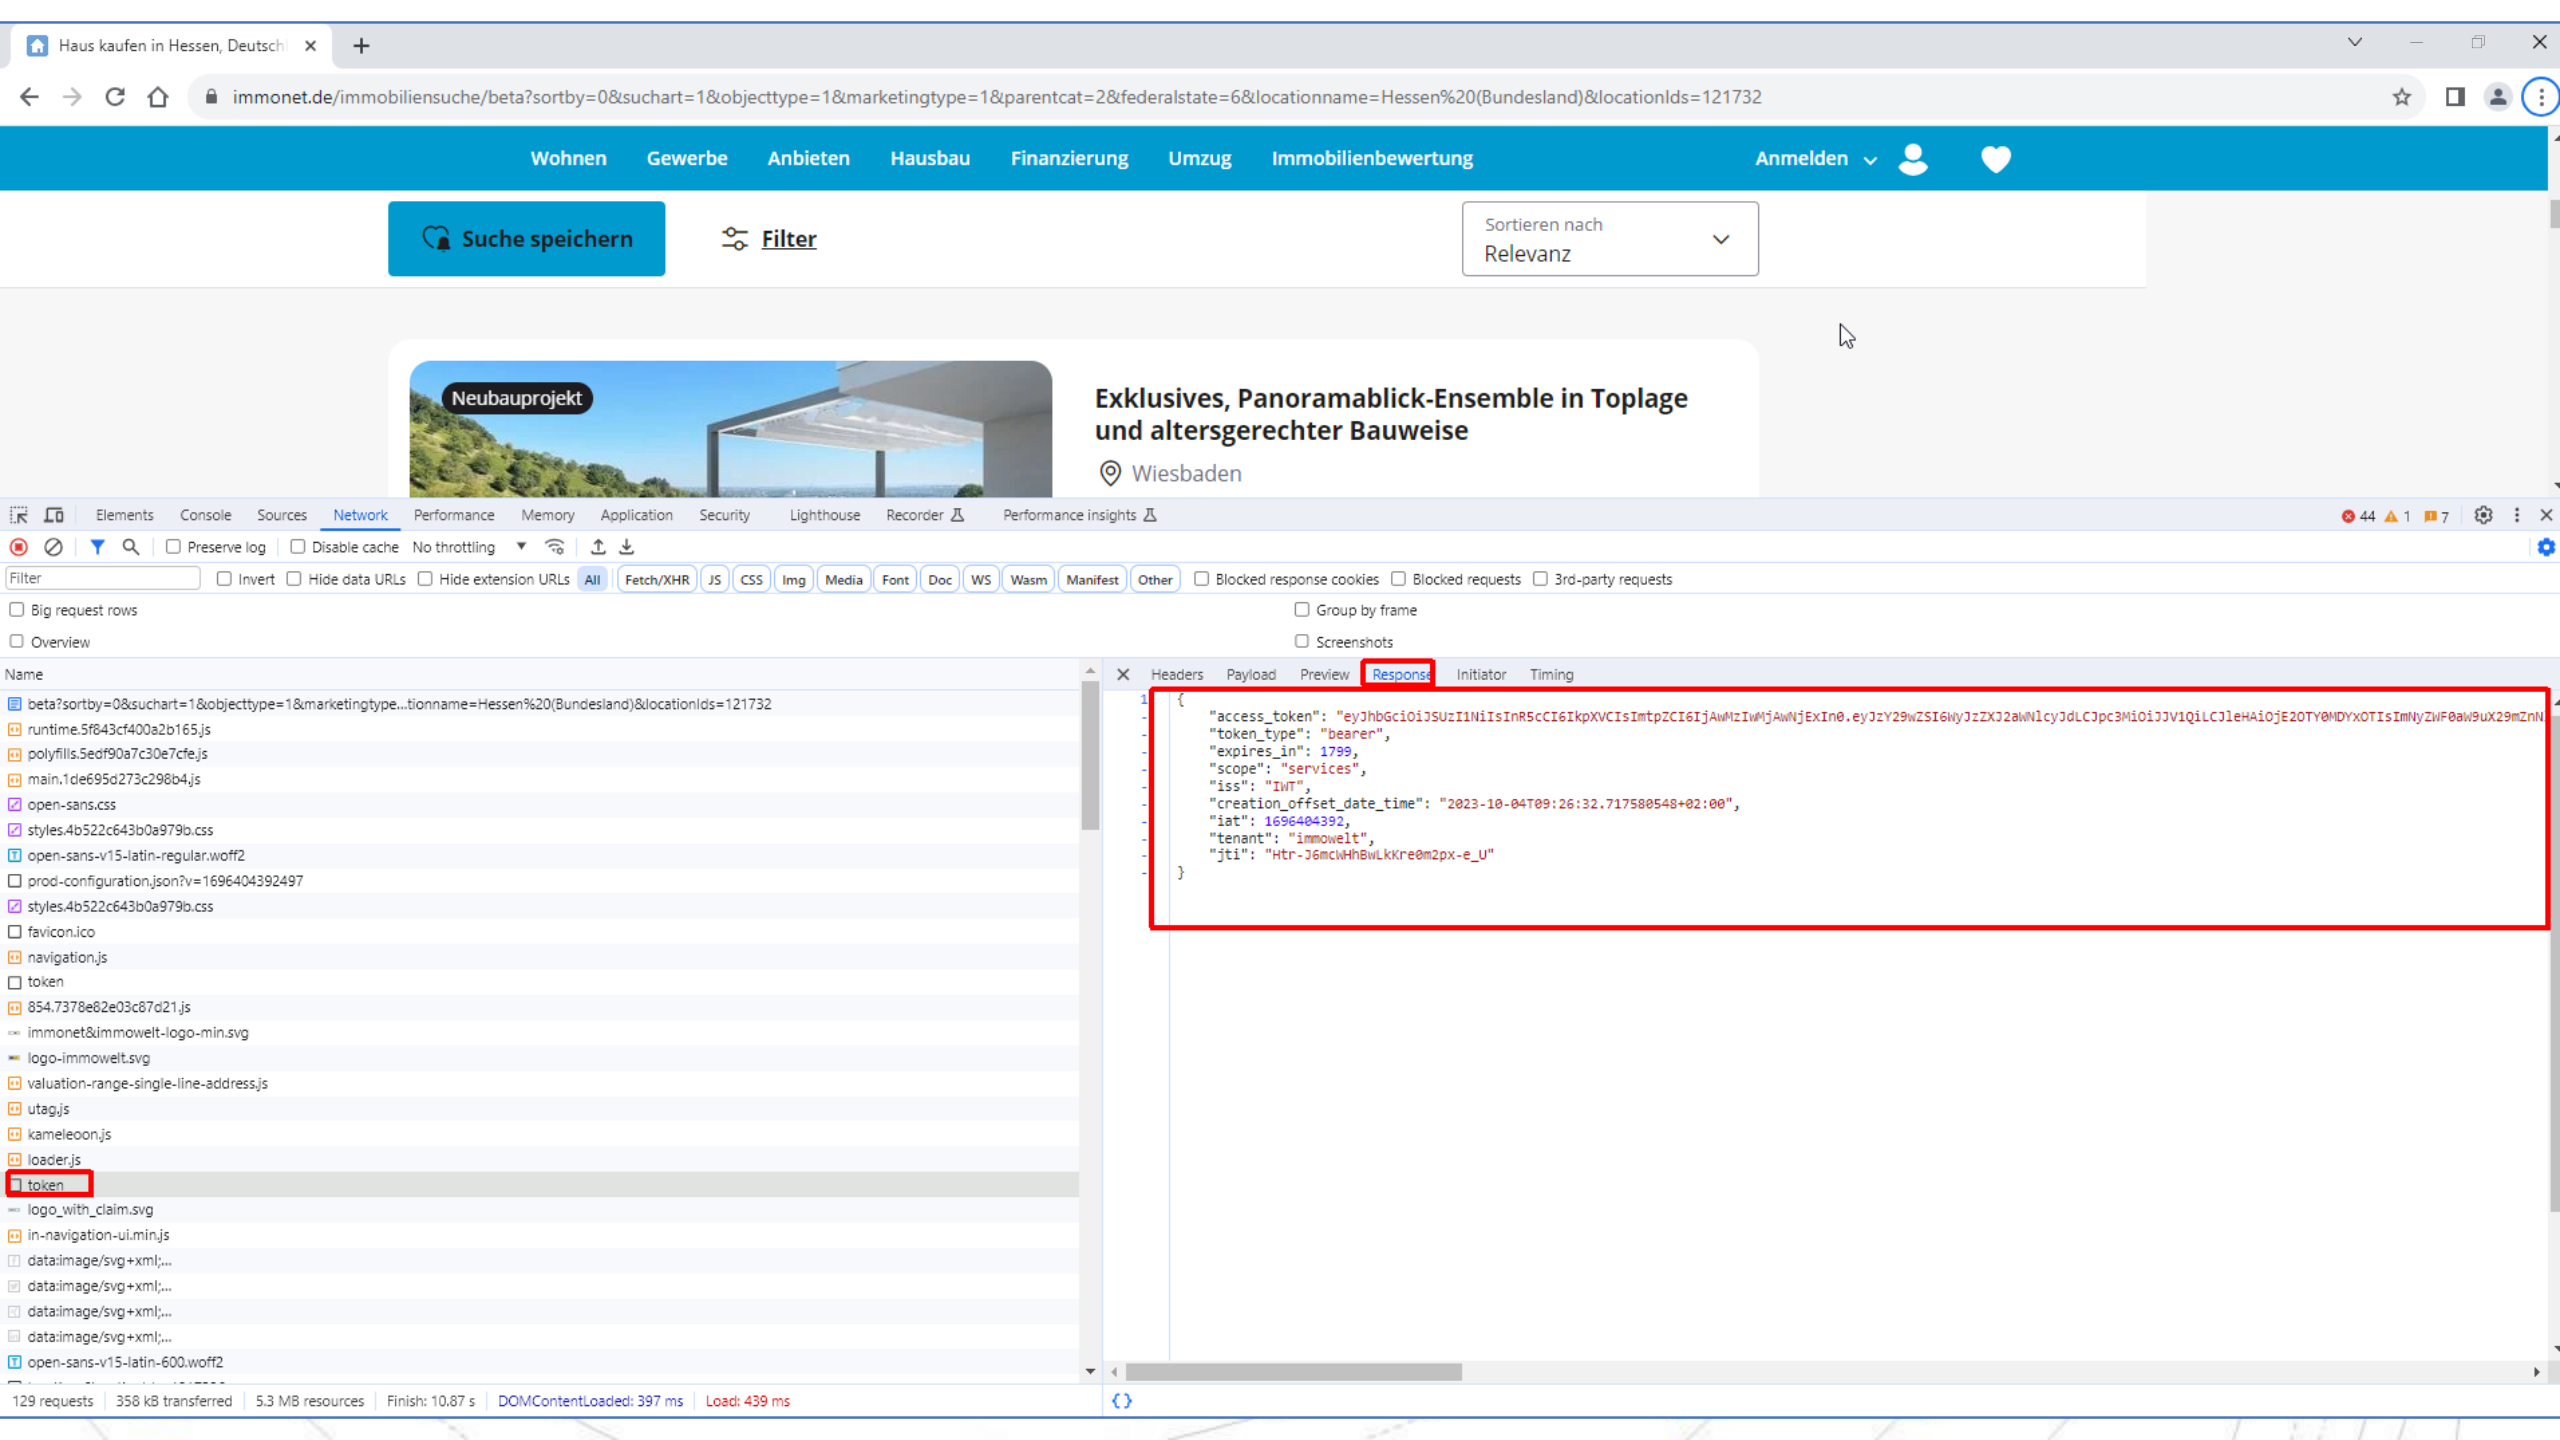 Haus kaufen in Hessen, Deutschl
immonet.de/immobiliensuche/beta?sortby=0&suchart=1&objecttype=1&marketingtype=1&parentcat=2&federalstate=6&locationname=Hessen%20(Bundesland)&locationIds=121732
Wohnen Gewerbe Anbieten Hausbau Finanzierung Umzug Immobilienbewertung Anmelden
Suche speichern Filter
Sortieren nach
Relevanz
Neubauprojekt
Exklusives, Panoramablick-Ensemble in Toplage
und altersgerechter Bauweise
Wiesbaden
Elements Console Sources Network Performance Memory Application Security Lighthouse Recorder Performance insights 44 1 7
Preserve log Disable cache No throttling
Filter Invert Hide data URLs Hide extension URLs All Fetch/XHR JS CSS Img Media Font Doc WS Wasm Manifest Other Blocked response cookies Blocked requests 3rd-party requests
Big request rows Group by frame
Overview Screenshots
Name
beta?sortby=0&suchart=1&objecttype=1&marketingtype...tionname=Hessen%20(Bundesland)&locationIds=121732
runtime.5f843cf400a2b165.js
polyfills.5edf90a7c30e7cfe.js
main.1de695d273c298b4.js
open-sans.css
styles.4b522c643b0a979b.css
open-sans-v15-latin-regular.woff2
prod-configuration.json?v=1696404392497
styles.4b522c643b0a979b.css
favicon.ico
navigation.js
token
854.7378e82e03c87d21.js
immonet&immowelt-logo-min.svg
logo-immowelt.svg
valuation-range-single-line-address.js
utag.js
kameleoon.js
loader.js
token
logo_with_claim.svg
in-navigation-ui.min.js
data:image/svg+xml;...
data:image/svg+xml;...
data:image/svg+xml;...
data:image/svg+xml;...
open-sans-v15-latin-600.woff2
129 requests 358 kB transferred 5.3 MB resources Finish: 10.87 s DOMContentLoaded: 397 ms Load: 439 ms
Headers Payload Preview Response Initiator Timing
1 {
"access_token":
"token_type": "bearer",
"expires_in": 1799,
"scope": "services",
"iss": "IWT",
"creation_offset_date_time": "2023-10-04T09:26:32.717580548+02:00",
"iat": 1696404392,
"tenant": "immowelt",
"jti": "Htr-J6mcWHhBwLkKre0m2px-e_U"
}
{}